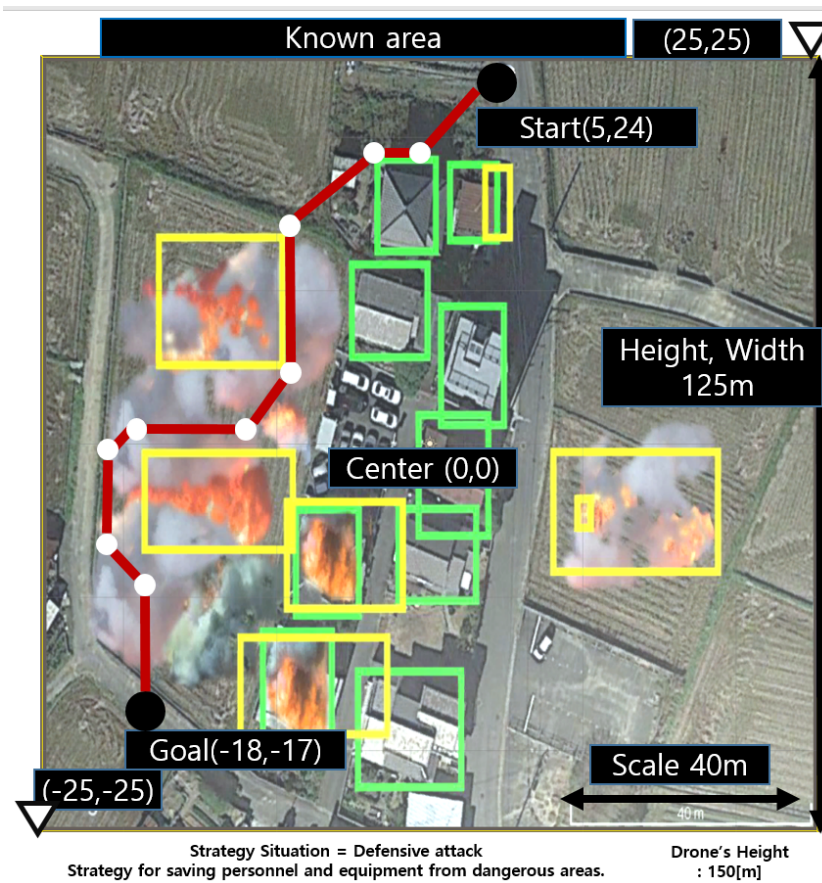 Known area
(25,25)
Start(5,24)
Height, Width
125m
Center (0,0)
Goal(-18,-17)
Scale 40m
(-25,-25)
40 m
Strategy Situation = Defensive attack
Strategy for saving personnel and equipment from dangerous areas.
Drone's Height
: 150[m]